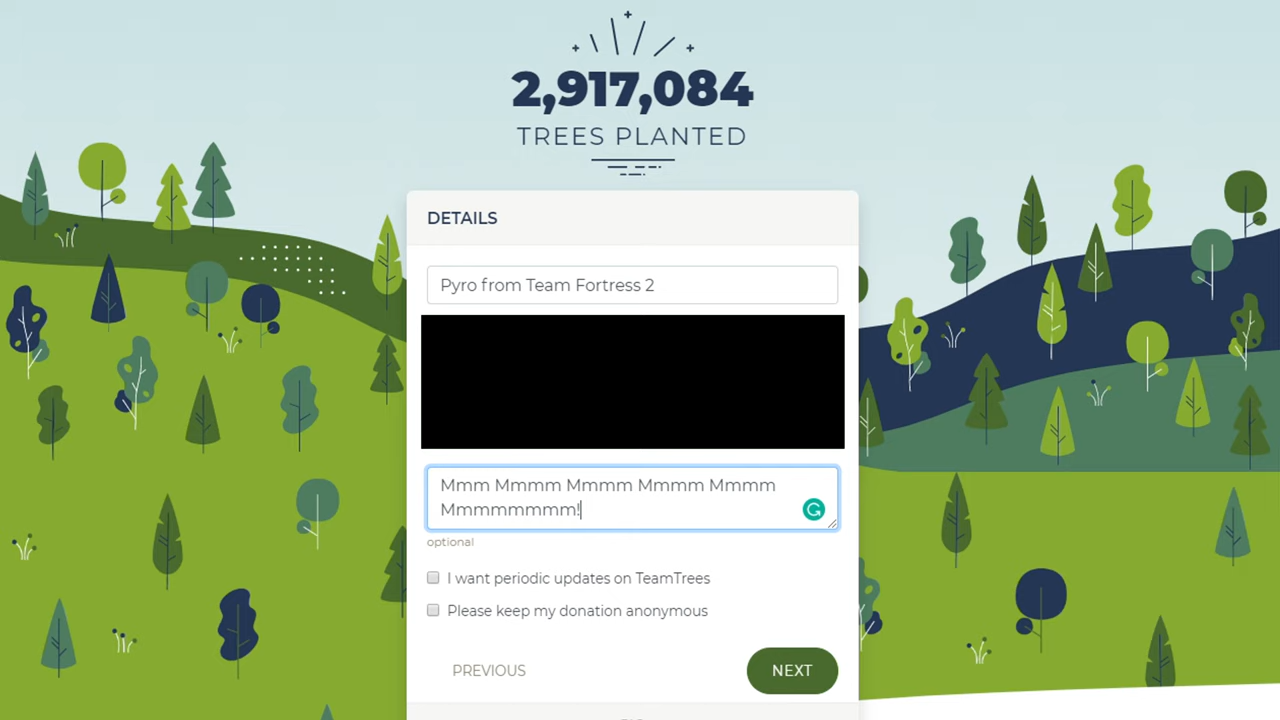 2,917,084
TREES PLANTED
DETAILS
Pyro from Team Fortress 2
Mmm Mmmm Mmmm Mmmm Mmmm
Mmmmmmmm!
optional
I want periodic updates on TeamTrees
Please keep my donation anonymous
PREVIOUS
NEXT